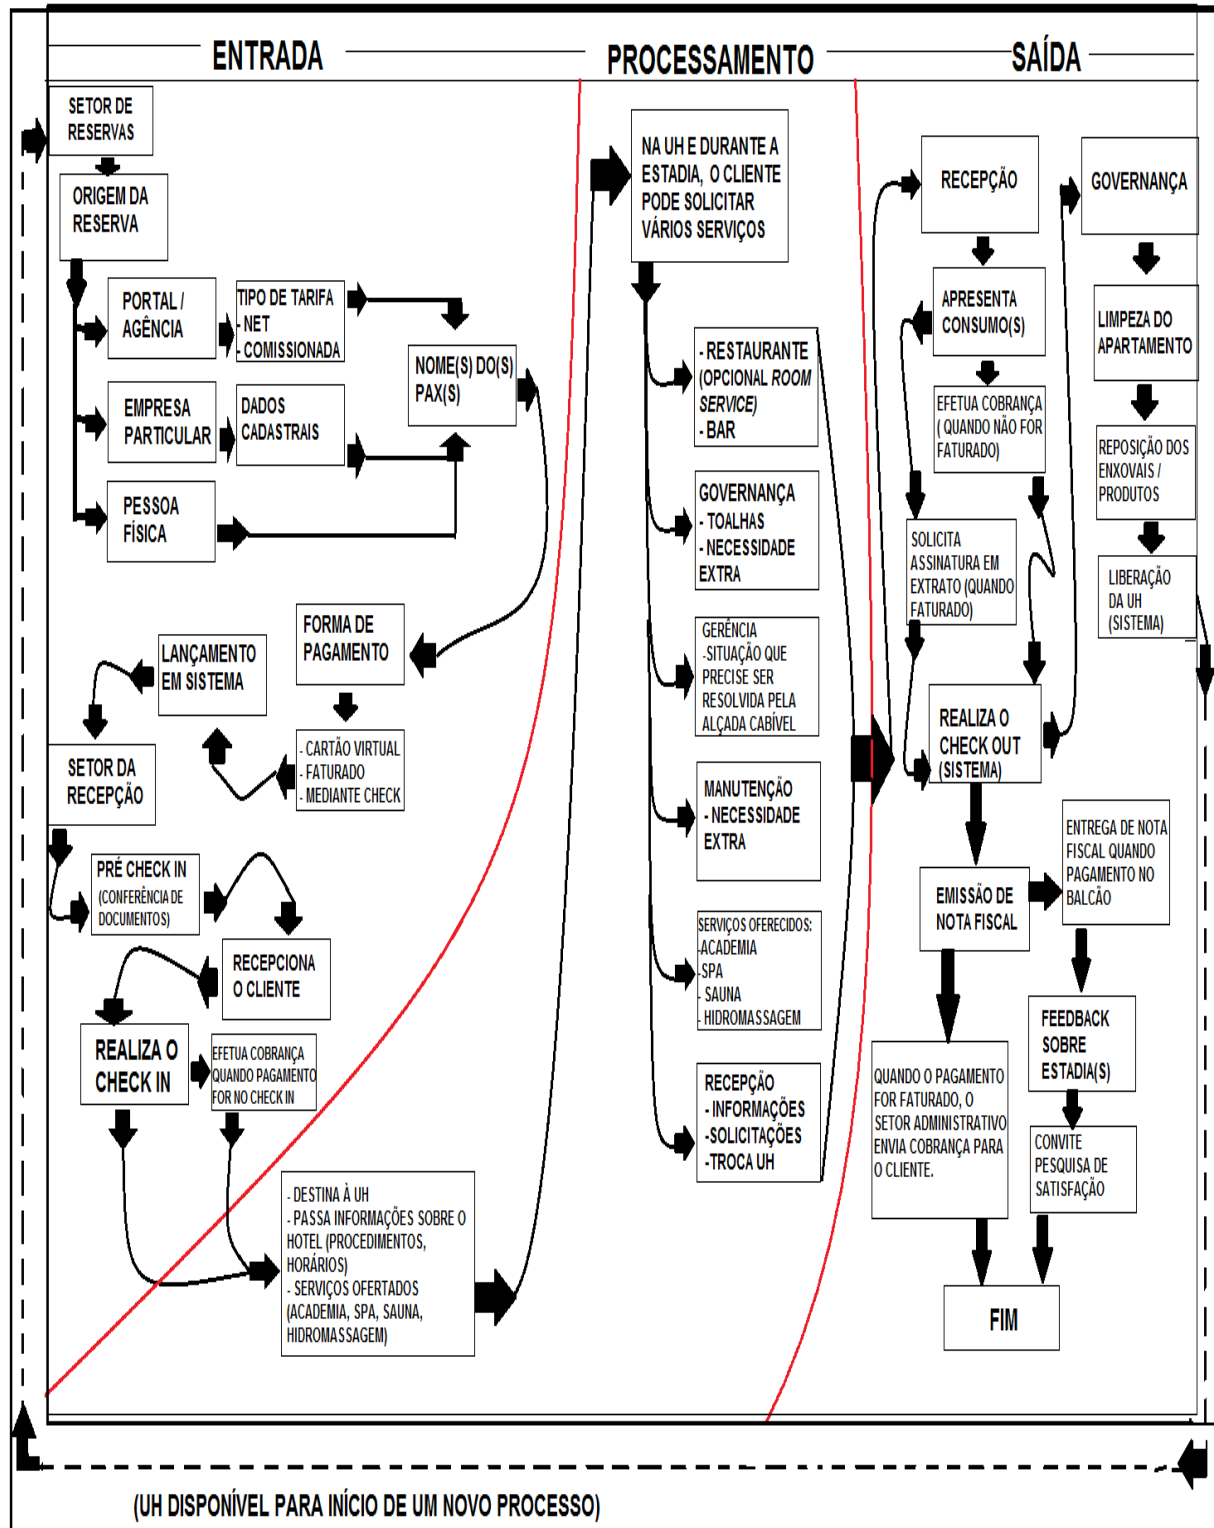 ENTRADA
PROCESSAMENTO
SAÍDA
SETOR DE
RESERVAS
ORIGEM DA
RESERVA
PORTAL /
AGÊNCIA
TIPO DE TARIFA
- NET
- COMISSIONADA
EMPRESA
PARTICULAR
DADOS
CADASTRAIS
PESSOA
FÍSICA
NOME(S) DO(S)
PAX(S)
FORMA DE
PAGAMENTO
- CARTÃO VIRTUAL
- FATURADO
- MEDIANTE CHECK
LANÇAMENTO
EM SISTEMA
SETOR DA
RECEPÇÃO
PRÉ CHECK IN
(CONFERÊNCIA DE
DOCUMENTOS)
RECEPCIONA
O CLIENTE
REALIZA O
CHECK IN
EFETUA COBRANÇA
QUANDO PAGAMENTO
FOR NO CHECK IN
- DESTINA À UH
- PASSA INFORMAÇÕES SOBRE O
HOTEL (PROCEDIMENTOS,
HORÁRIOS)
- SERVIÇOS OFERTADOS
(ACADEMIA, SPA, SAUNA,
HIDROMASSAGEM)
NA UH E DURANTE A
ESTADIA, O CLIENTE
PODE SOLICITAR
VÁRIOS SERVIÇOS
- RESTAURANTE
(OPCIONAL ROOM
SERVICE)
- BAR
GOVERNANÇA
- TOALHAS
- NECESSIDADE
EXTRA
GERÊNCIA
-SITUAÇÃO QUE
PRECISE SER
RESOLVIDA PELA
ALÇADA CABÍVEL
MANUTENÇÃO
- NECESSIDADE
EXTRA
SERVIÇOS OFERECIDOS:
-ACADEMIA
-SPA
- SAUNA
- HIDROMASSAGEM
RECEPÇÃO
- INFORMAÇÕES
-SOLICITAÇÕES
-TROCA UH
RECEPÇÃO
APRESENTA
CONSUMO(S)
EFETUA COBRANÇA
( QUANDO NÃO FOR
FATURADO)
SOLICITA
ASSINATURA EM
EXTRATO (QUANDO
FATURADO)
REALIZA O
CHECK OUT
(SISTEMA)
EMISSÃO DE
NOTA FISCAL
ENTREGA DE NOTA
FISCAL QUANDO
PAGAMENTO NO
BALCÃO
FEEDBACK
SOBRE
ESTADIA(S)
CONVITE
PESQUISA DE
SATISFAÇÃO
QUANDO O PAGAMENTO
FOR FATURADO, O
SETOR ADMINISTRATIVO
ENVIA COBRANÇA PARA
O CLIENTE.
FIM
GOVERNANÇA
LIMPEZA DO
APARTAMENTO
REPOSIÇÃO DOS
ENXOVAIS /
PRODUTOS
LIBERAÇÃO
DA UH
(SISTEMA)
(UH DISPONÍVEL PARA INÍCIO DE UM NOVO PROCESSO)